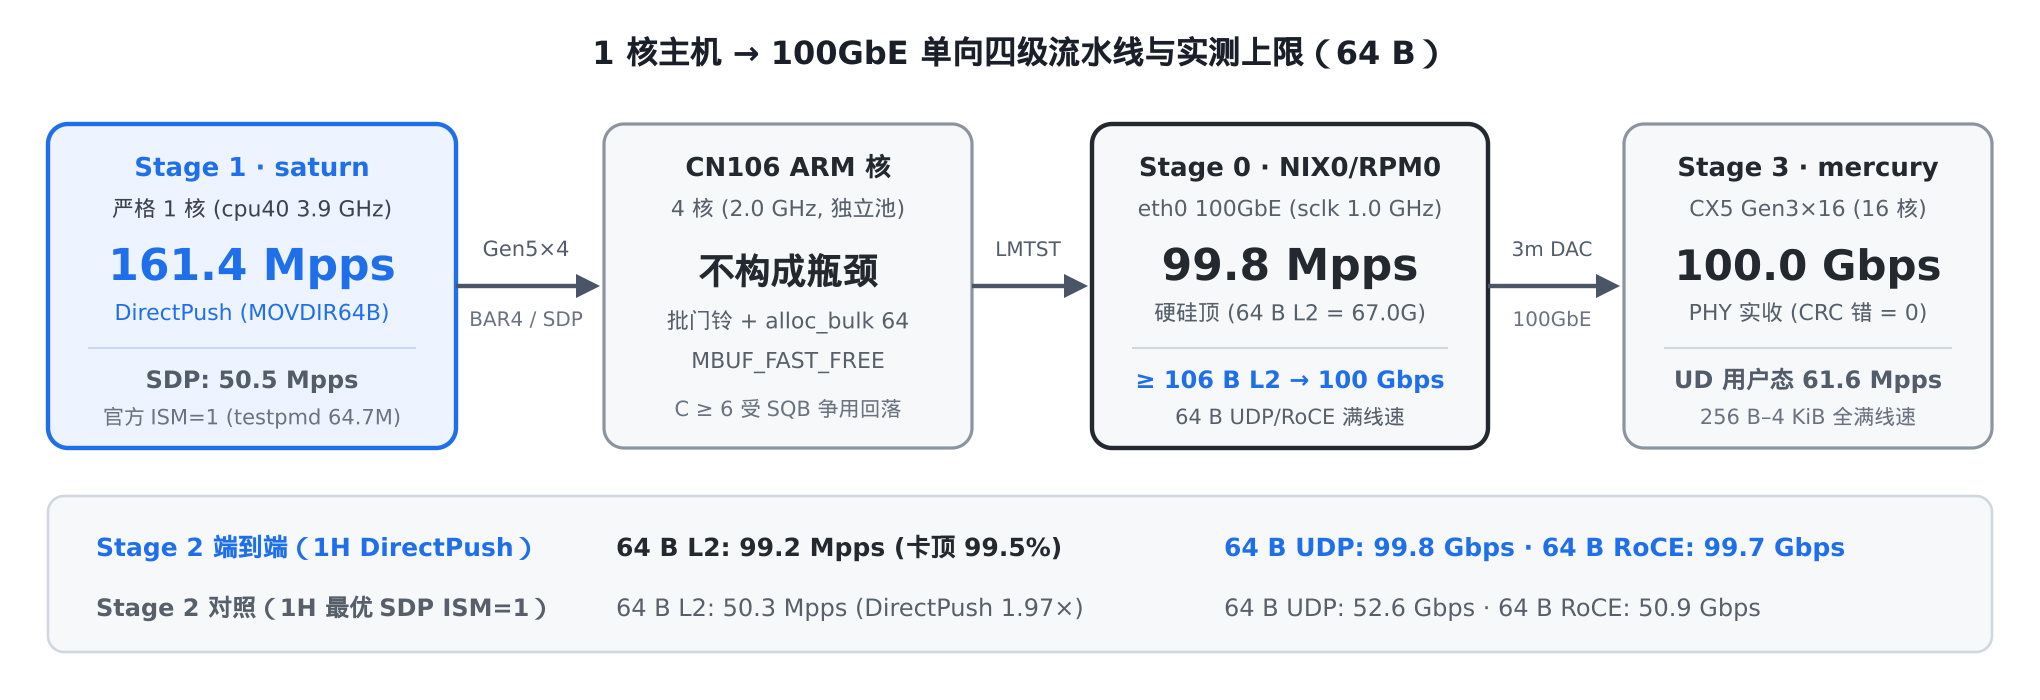 1 核主机 → 100GbE 单向四级流水线与实测上限（64 B）
Stage 1 · saturn
严格 1 核 (cpu40 3.9 GHz)
161.4 Mpps
DirectPush (MOVDIR64B)
SDP: 50.5 Mpps
官方 ISM=1 (testpmd 64.7M)
Gen5×4
BAR4 / SDP
CN106 ARM 核
4 核 (2.0 GHz, 独立池)
不构成瓶颈
批门铃 + alloc_bulk 64
MBUF_FAST_FREE
C ≥ 6 受 SQB 争用回落
LMTST
Stage 0 · NIX0/RPM0
eth0 100GbE (sclk 1.0 GHz)
99.8 Mpps
硬硅顶 (64 B L2 = 67.0G)
≥ 106 B L2 → 100 Gbps
64 B UDP/RoCE 满线速
3m DAC
100GbE
Stage 3 · mercury
CX5 Gen3×16 (16 核)
100.0 Gbps
PHY 实收 (CRC 错 = 0)
UD 用户态 61.6 Mpps
256 B–4 KiB 全满线速
Stage 2 端到端（1H DirectPush）
64 B L2: 99.2 Mpps (卡顶 99.5%)
64 B UDP: 99.8 Gbps · 64 B RoCE: 99.7 Gbps
Stage 2 对照（1H 最优 SDP ISM=1）
64 B L2: 50.3 Mpps (DirectPush 1.97×)
64 B UDP: 52.6 Gbps · 64 B RoCE: 50.9 Gbps